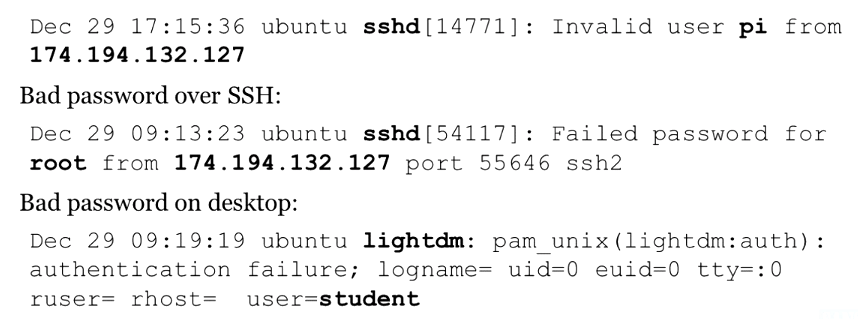 Dec 29 17:15:36 ubuntu sshd[14771]: Invalid user pi from
174.194.132.127
Bad password over SSH:
Dec 29 09:13:23 ubuntu sshd[54117]: Failed password for
root from 174.194.132.127 port 55646 ssh2
Bad password on desktop:
Dec 29 09:19:19 ubuntu lightdm: pam_unix(lightdm:auth):
authentication failure; logname= uid=0 euid=0 tty=:0
ruser= rhost=  user=student